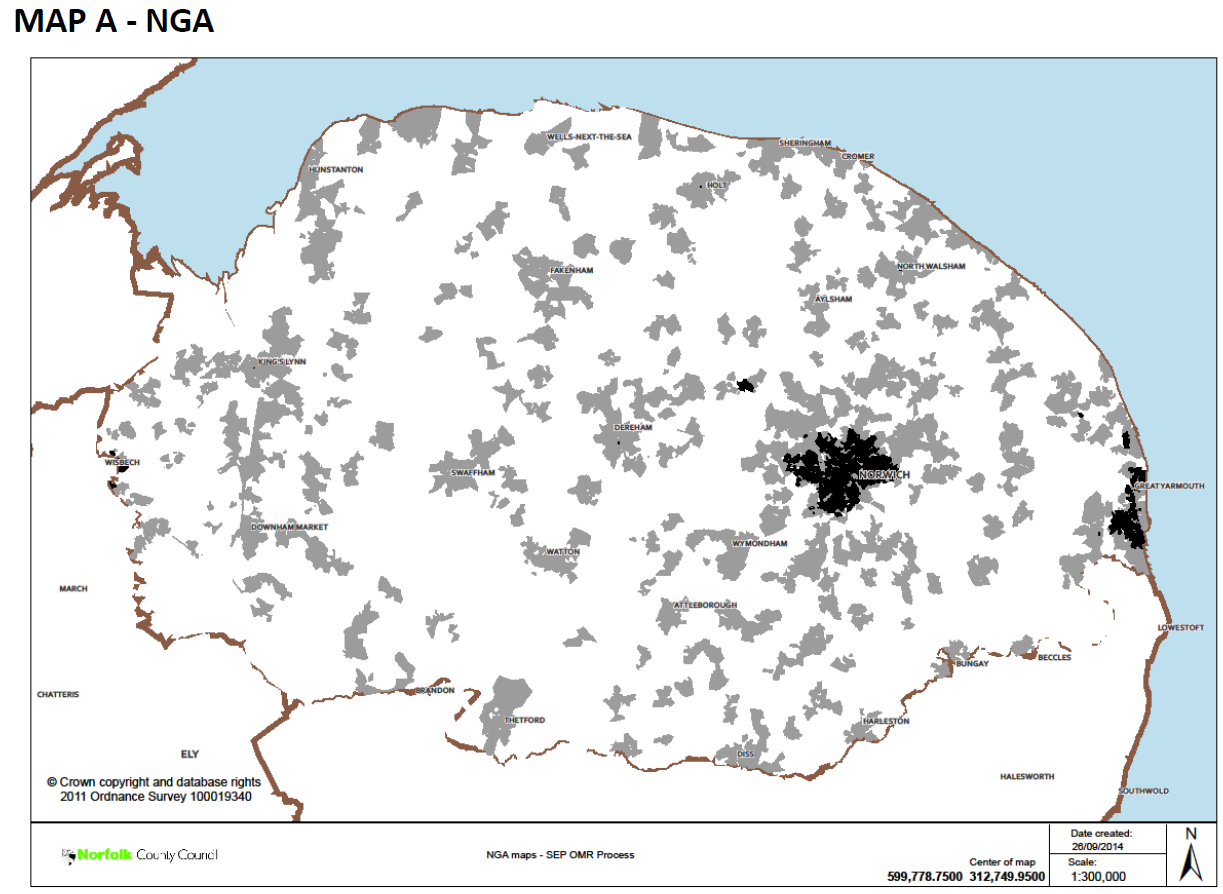 MAP A - NGA
WELLS-NEXT-THE-SEA
SHERINGHAM
CROMER
HUNSTANTON
HOLT
FAKENHAM
NORTH WALSHAM
AYLSHAM
KING'S LYNN
DEREHAM
WISBECH
SWAFFHAM
NORWICH
GREAT YARMOUTH
DOWNHAM MARKET
WYMONDHAM
WATTON
MARCH
ATTEEBOROUGH
LOWESTOFT
BECCLES
BUNGAY
CHATTERIS
BRANDON
THETFORD
HARLESTON
ELY
DISS
HALESWORTH
SOUTHWOLD
© Crown copyright and database rights
2011 Ordnance Survey 100019340
Norfolk County Council
NGA maps - SEP OMR Process
Center of map
599,778.7500 312,749.9500
Date created:
26/09/2014
Scale:
1:300,000
N